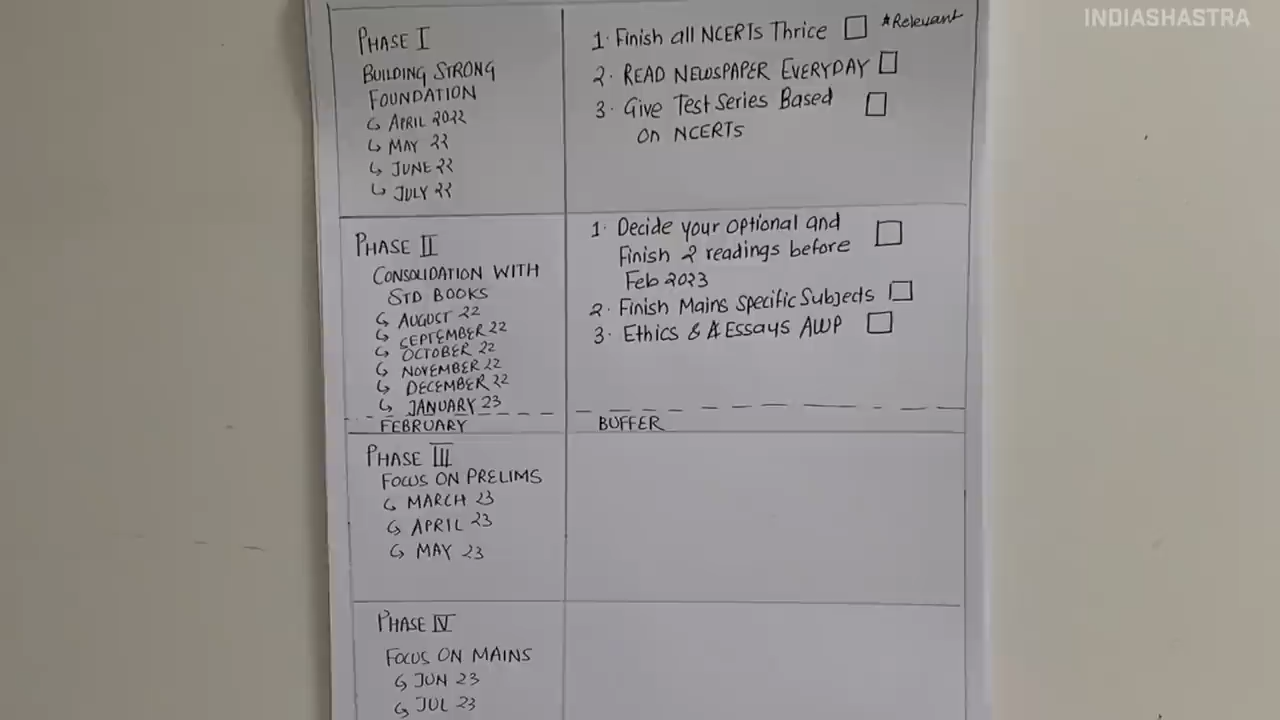 INDIASHASTRA
PHASE I
BUILDING STRONG
FOUNDATION
↳ APRIL 2022
↳ MAY 22
↳ JUNE 22
↳ JULY 22
1. Finish all NCERTs Thrice □ *Relevant
2. READ NEWSPAPER EVERYDAY □
3. Give Test Series Based □
on NCERTs
PHASE II
CONSOLIDATION WITH
STD BOOKS
↳ AUGUST 22
↳ SEPTEMBER 22
↳ OCTOBER 22
↳ NOVEMBER 22
↳ DECEMBER 22
↳ JANUARY 23
1. Decide your optional and □
Finish 2 readings before
Feb 2023
2. Finish Mains Specific Subjects □
3. Ethics & Essays AWP □
FEBRUARY
BUFFER
PHASE III
FOCUS ON PRELIMS
↳ MARCH 23
↳ APRIL 23
↳ MAY 23
PHASE IV
FOCUS ON MAINS
↳ JUN 23
↳ JUL 23